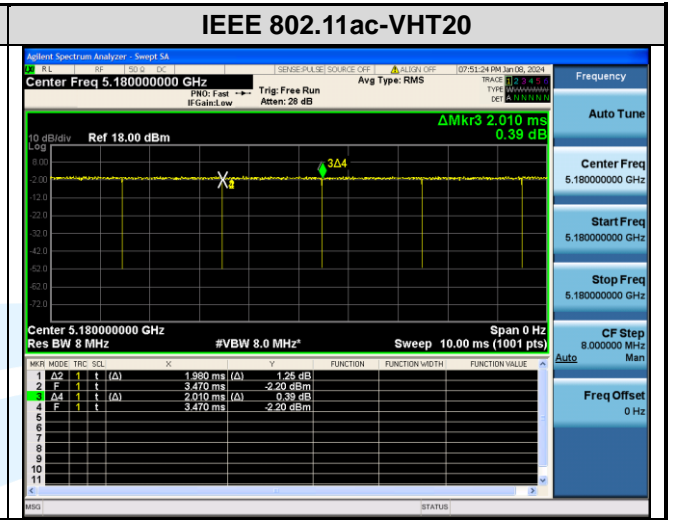 IEEE 802.11ac-VHT20
Agilent Spectrum Analyzer - Swept SA
RL RF 50 Ω DC SENSE:PULSE SOURCE OFF ALIGN OFF 07:51:24 PM Jan 08, 2024
Center Freq 5.180000000 GHz
PNO: Fast Trig: Free Run Avg Type: RMS TRACE 1 2 3 4 5 6
IFGain:Low Atten: 28 dB TYPE
DET A N N N N N
ΔMkr3 2.010 ms
0.39 dB
10 dB/div Ref 18.00 dBm
Log
8.00
-2.00
-12.0
-22.0
-32.0
-42.0
-52.0
-62.0
-72.0
3Δ4
Center 5.180000000 GHz Span 0 Hz
Res BW 8 MHz #VBW 8.0 MHz* Sweep 10.00 ms (1001 pts)
MKR MODE TRC SCL X Y FUNCTION FUNCTION WIDTH FUNCTION VALUE
1 Δ2 1 t (Δ) 1.980 ms (Δ) 1.25 dB
2 F 1 t 3.470 ms -2.20 dBm
3 Δ4 1 t (Δ) 2.010 ms (Δ) 0.39 dB
4 F 1 t 3.470 ms -2.20 dBm
5
6
7
8
9
10
11
MSG STATUS
Frequency
Auto Tune
Center Freq
5.180000000 GHz
Start Freq
5.180000000 GHz
Stop Freq
5.180000000 GHz
CF Step
8.000000 MHz
Auto Man
Freq Offset
0 Hz